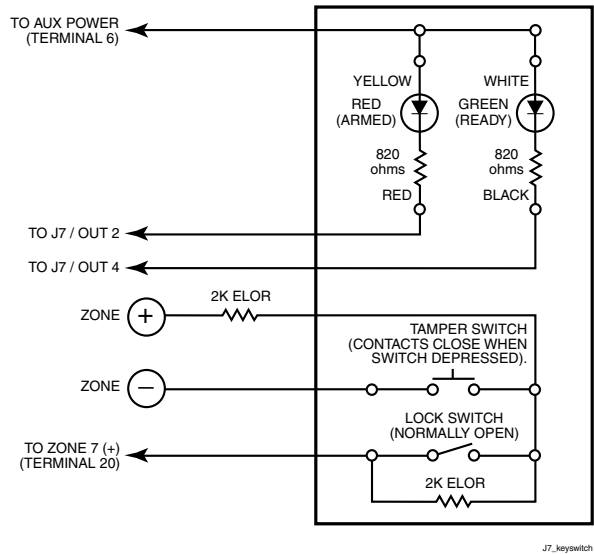 TO AUX POWER
(TERMINAL 6)
YELLOW
WHITE
RED
(ARMED)
GREEN
(READY)
820
ohms
820
ohms
RED
BLACK
TO J7 / OUT 2
TO J7 / OUT 4
2K ELOR
ZONE
+
TAMPER SWITCH
(CONTACTS CLOSE WHEN
SWITCH DEPRESSED).
ZONE
−
LOCK SWITCH
(NORMALLY OPEN)
TO ZONE 7 (+)
(TERMINAL 20)
2K ELOR
J7_keyswitch